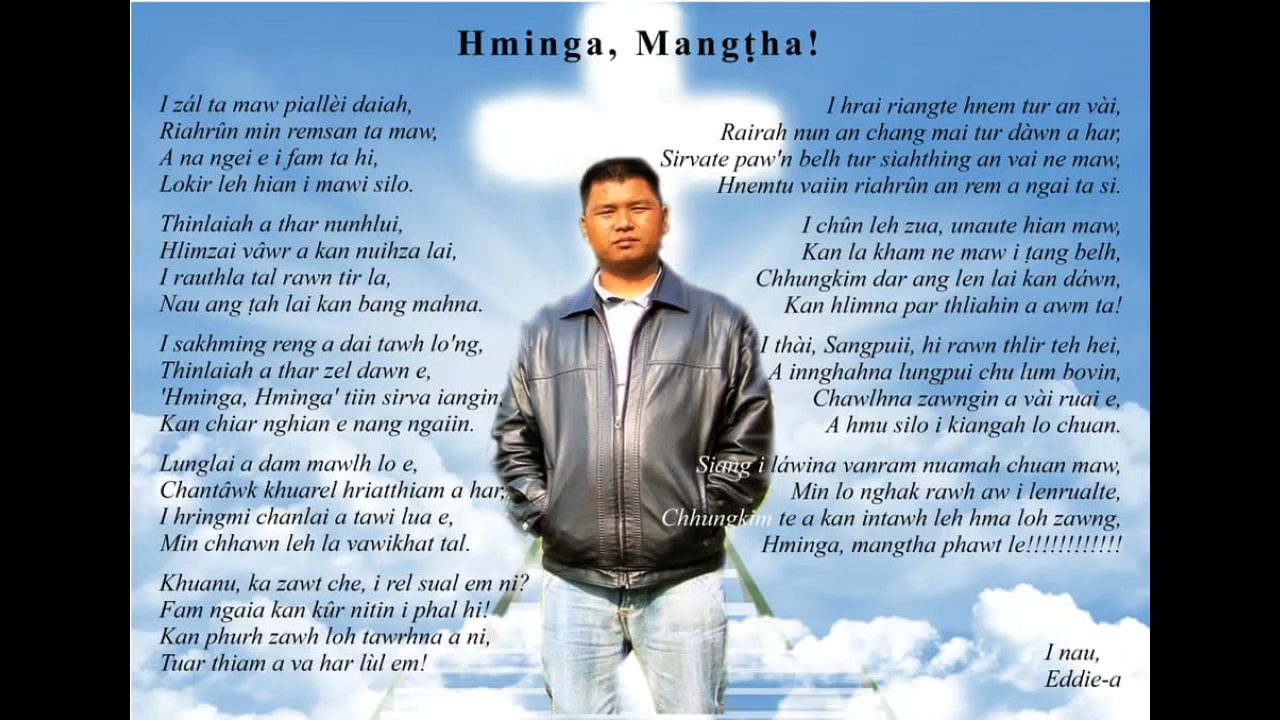 Hminga, Mangṭha!
I zál ta maw piallèi daiah,
Riahrûn min remsan ta maw,
A na ngei e i fam ta hi,
Lokir leh hian i mawi silo.
Thinlaiah a thar nunhlui,
Hlimzai vâwr a kan nuihza lai,
I rauthla tal rawn tir la,
Nau ang ṭah lai kan bang mahna.
I sakhming reng a dai tawh lo'ng,
Thinlaiah a thar zel dawn e,
'Hminga, Hminga' tiin sirva iangin,
Kan chiar nghian e nang ngaiin.
Lunglai a dam mawlh lo e,
Chantâwk khuarel hriatthiam a har,
I hringmi chanlai a tawi lua e,
Min chhawn leh la vawikhat tal.
Khuanu, ka zawt che, i rel sual em ni?
Fam ngaia kan kûr nitin i phal hi!
Kan phurh zawh loh tawrhna a ni,
Tuar thiam a va har lùl em!
I hrai riangte hnem tur an vài,
Rairah nun an chang mai tur dàwn a har,
Sirvate paw'n belh tur siahthing an vai ne maw,
Hnemtu vaiin riahrûn an rem a ngai ta si.
I chûn leh zua, unaute hian maw,
Kan la kham ne maw i ṭang belh,
Chhungkim dar ang len lai kan dáwn,
Kan hlimna par thliahin a awm ta!
I thài, Sangpuii, hi rawn thlir teh hei,
A innghahna lungpui chu lum bovin,
Chawlhna zawngin a vài ruai e,
A hmu silo i kiangah lo chuan.
Siang i láwina vanram nuamah chuan maw,
Min lo nghak rawh aw i lenrualte,
Chhungkim te a kan intawh leh hma loh zawng,
Hminga, mangtha phawt le!!!!!!!!!!!!
I nau,
Eddie-a